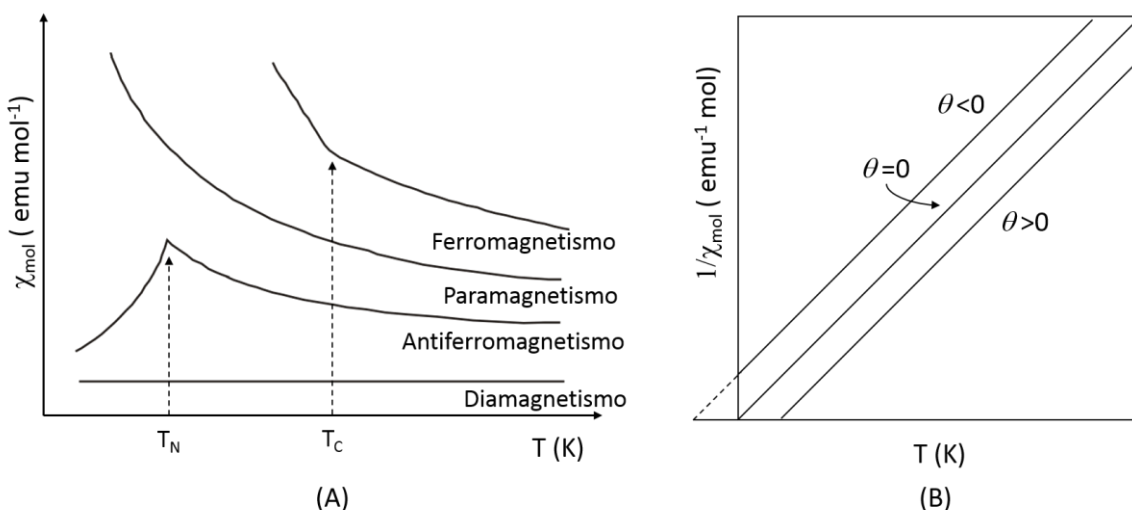 χmol ( emu mol-1)
Ferromagnetismo
Paramagnetismo
Antiferromagnetismo
Diamagnetismo
TN
TC
T (K)
(A)
1/χmol ( emu-1 mol)
θ<0
θ=0
θ>0
T (K)
(B)